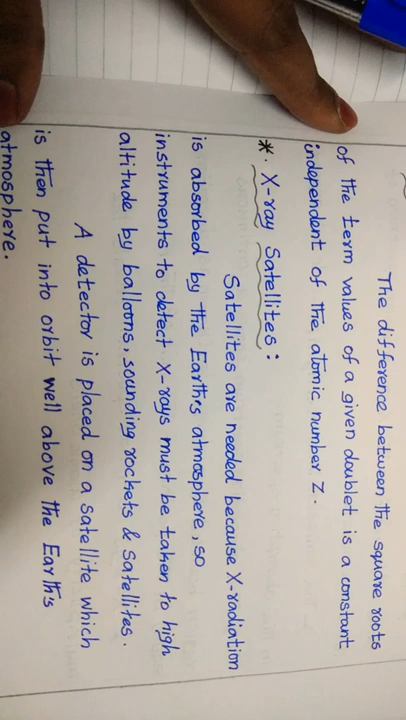 The difference between the square roots
of the term values of a given doublet is a constant
independent of the atomic number Z.
*. X-ray Satellites:
Satellites are needed because X-radiation
is absorbed by the Earth's atmosphere, so
instruments to detect X-rays must be taken to high
altitude by balloons, sounding rockets & satellites.
A detector is placed on a satellite which
is then put into orbit well above the Earth's
atmosphere.